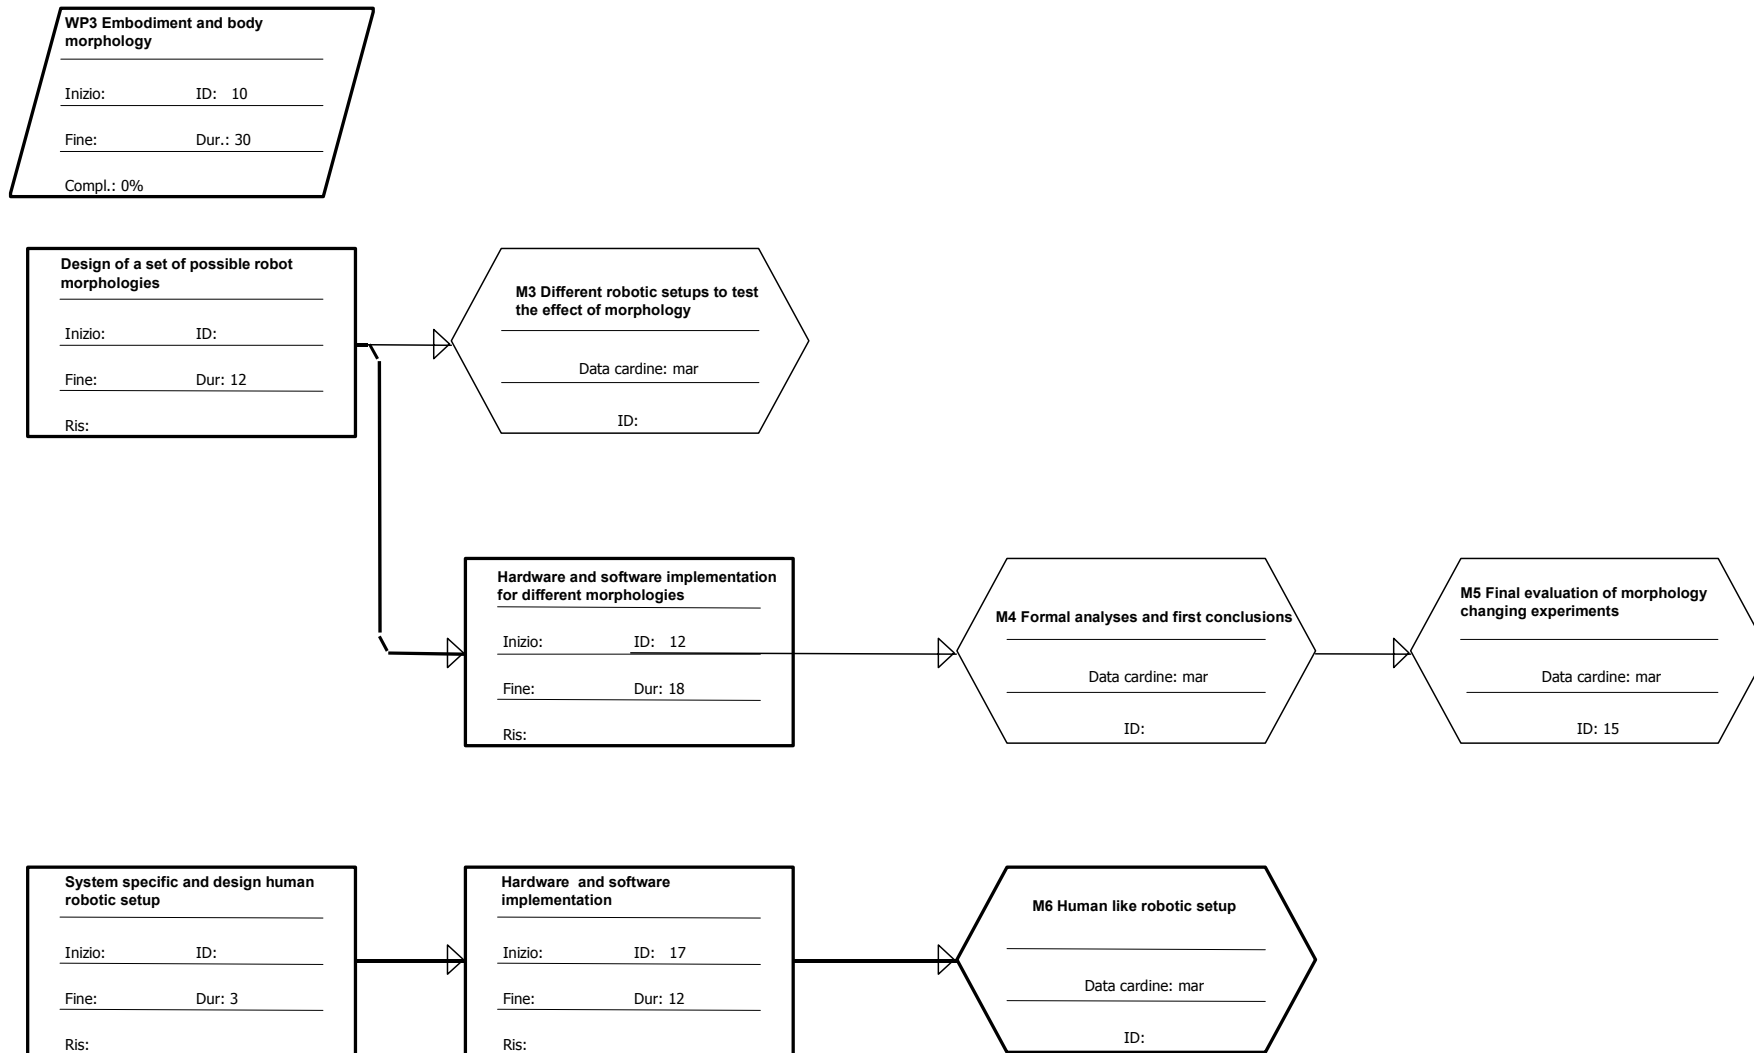 WP3 Embodiment and body
morphology
Inizio: ID: 10
Fine: Dur.: 30
Compl.: 0%
Design of a set of possible robot
morphologies
Inizio: ID:
Fine: Dur: 12
Ris:
M3 Different robotic setups to test
the effect of morphology
Data cardine: mar
ID:
Hardware and software implementation
for different morphologies
Inizio: ID: 12
Fine: Dur: 18
Ris:
M4 Formal analyses and first conclusions
Data cardine: mar
ID:
M5 Final evaluation of morphology
changing experiments
Data cardine: mar
ID: 15
System specific and design human
robotic setup
Inizio: ID:
Fine: Dur: 3
Ris:
Hardware and software
implementation
Inizio: ID: 17
Fine: Dur: 12
Ris:
M6 Human like robotic setup
Data cardine: mar
ID: